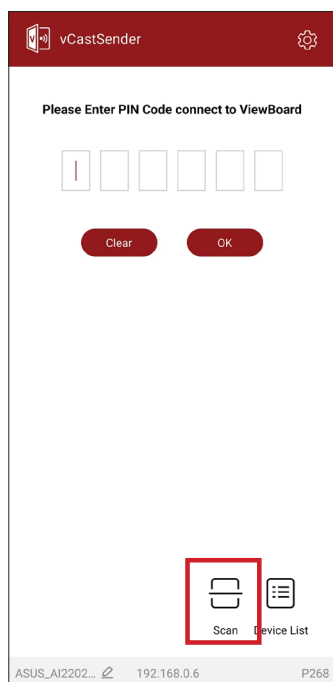 vCastSender
Please Enter PIN Code connect to ViewBoard
Clear OK
Scan Device List
ASUS_AI2202... 192.168.0.6 P268